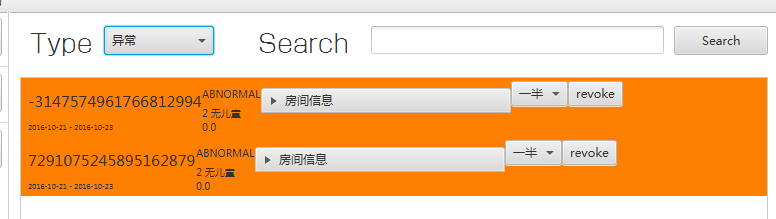 Type 异常 Search Search
-3147574961766812994 ABNORMAL 房间信息 一半 revoke
2 无儿童
2016-10-21 - 2016-10-23 0.0
7291075245895162879 ABNORMAL 房间信息 一半 revoke
2 无儿童
2016-10-21 - 2016-10-23 0.0